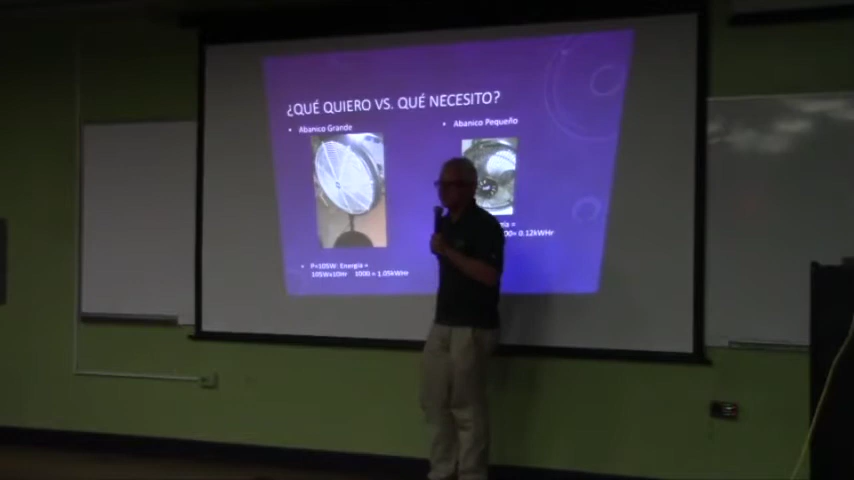 ¿QUÉ QUIERO VS. QUÉ NECESITO?
• Abanico Grande
• Abanico Pequeño
• P=105W: Energía =
105Wx10Hr 1000 = 1.05kWHr
= 0.12kWHr